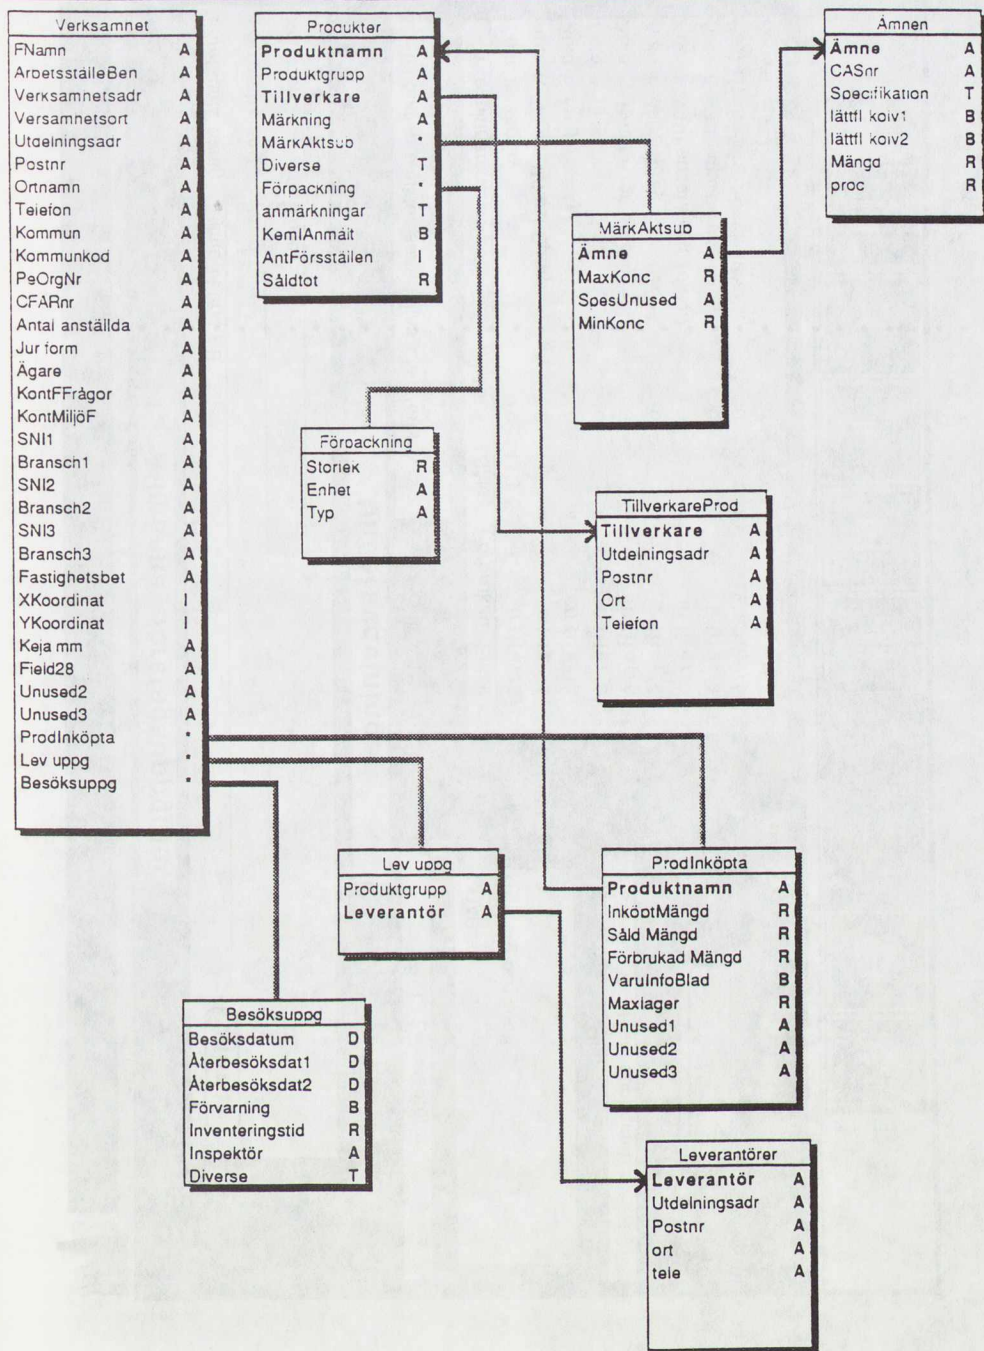 Verksamnet
FNamn A
ArbetsställeBen A
Verksamnetsadr A
Versamnetsort A
Utdelningsadr A
Postnr A
Ortnamn A
Telefon A
Kommun A
Kommunkod A
PeOrgNr A
CFARnr A
Antal anställda A
Jur form A
Ägare A
KontFFrågor A
KontMiljöF A
SNI1 A
Bransch1 A
SNI2 A
Bransch2 A
SNI3 A
Bransch3 A
Fastighetsbet A
XKoordinat I
YKoordinat I
Keja mm A
Field28 A
Unused2 A
Unused3 A
ProdInköpta *
Lev uppg *
Besöksuppg *
Produkter
Produktnamn A
Produktgrupp A
Tillverkare A
Märkning A
MärkAktsub *
Diverse T
Förpackning *
anmärkningar T
KemIAnmält B
AntFörsställen I
Såldtot R
Ämnen
Ämne A
CASnr A
Specifikation T
lättfl kolv1 B
lättfl kolv2 B
Mängd R
proc R
MärkAktsub
Ämne A
MaxKonc R
SpesUnused A
MinKonc R
Förpackning
Storlek R
Enhet A
Typ A
TillverkareProd
Tillverkare A
Utdelningsadr A
Postnr A
Ort A
Telefon A
Lev uppg
Produktgrupp A
Leverantör A
ProdInköpta
Produktnamn A
InköptMängd R
Såld Mängd R
Förbrukad Mängd R
VaruInfoBlad B
Maxlager R
Unused1 A
Unused2 A
Unused3 A
Besöksuppg
Besöksdatum D
Återbesöksdat1 D
Återbesöksdat2 D
Förvarning B
Inventeringstid R
Inspektör A
Diverse T
Leverantörer
Leverantör A
Utdelningsadr A
Postnr A
ort A
tele A